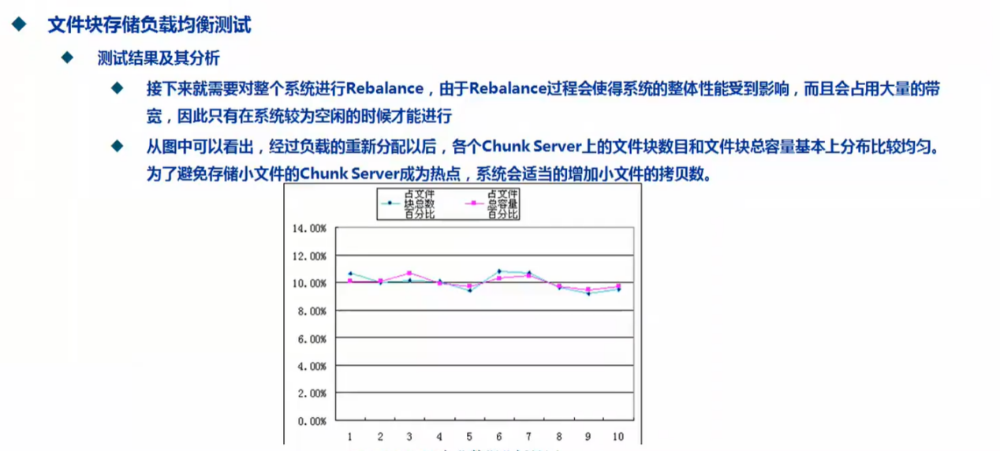 文件块存储负载均衡测试
测试结果及其分析
接下来就需要对整个系统进行Rebalance，由于Rebalance过程会使得系统的整体性能受到影响，而且会占用大量的带
宽，因此只有在系统较为空闲的时候才能进行
从图中可以看出，经过负载的重新分配以后，各个Chunk Server上的文件块数目和文件块总容量基本上分布比较均匀。
为了避免存储小文件的Chunk Server成为热点，系统会适当的增加小文件的拷贝数。
占文件
块总数
百分比
占文件
总容量
百分比
14.00%
12.00%
10.00%
8.00%
6.00%
4.00%
2.00%
0.00%
1 2 3 4 5 6 7 8 9 10